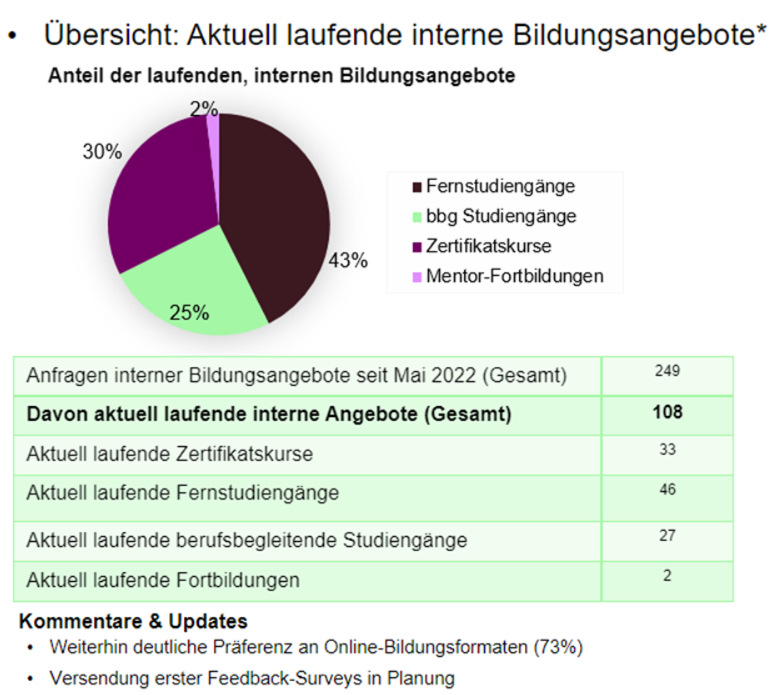 • Übersicht: Aktuell laufende interne Bildungsangebote*
Anteil der laufenden, internen Bildungsangebote
2%
30%
43%
25%
Fernstudiengänge
bbg Studiengänge
Zertifikatskurse
Mentor-Fortbildungen
Anfragen interner Bildungsangebote seit Mai 2022 (Gesamt) 249
Davon aktuell laufende interne Angebote (Gesamt) 108
Aktuell laufende Zertifikatskurse 33
Aktuell laufende Fernstudiengänge 46
Aktuell laufende berufsbegleitende Studiengänge 27
Aktuell laufende Fortbildungen 2
Kommentare & Updates
• Weiterhin deutliche Präferenz an Online-Bildungsformaten (73%)
• Versendung erster Feedback-Surveys in Planung